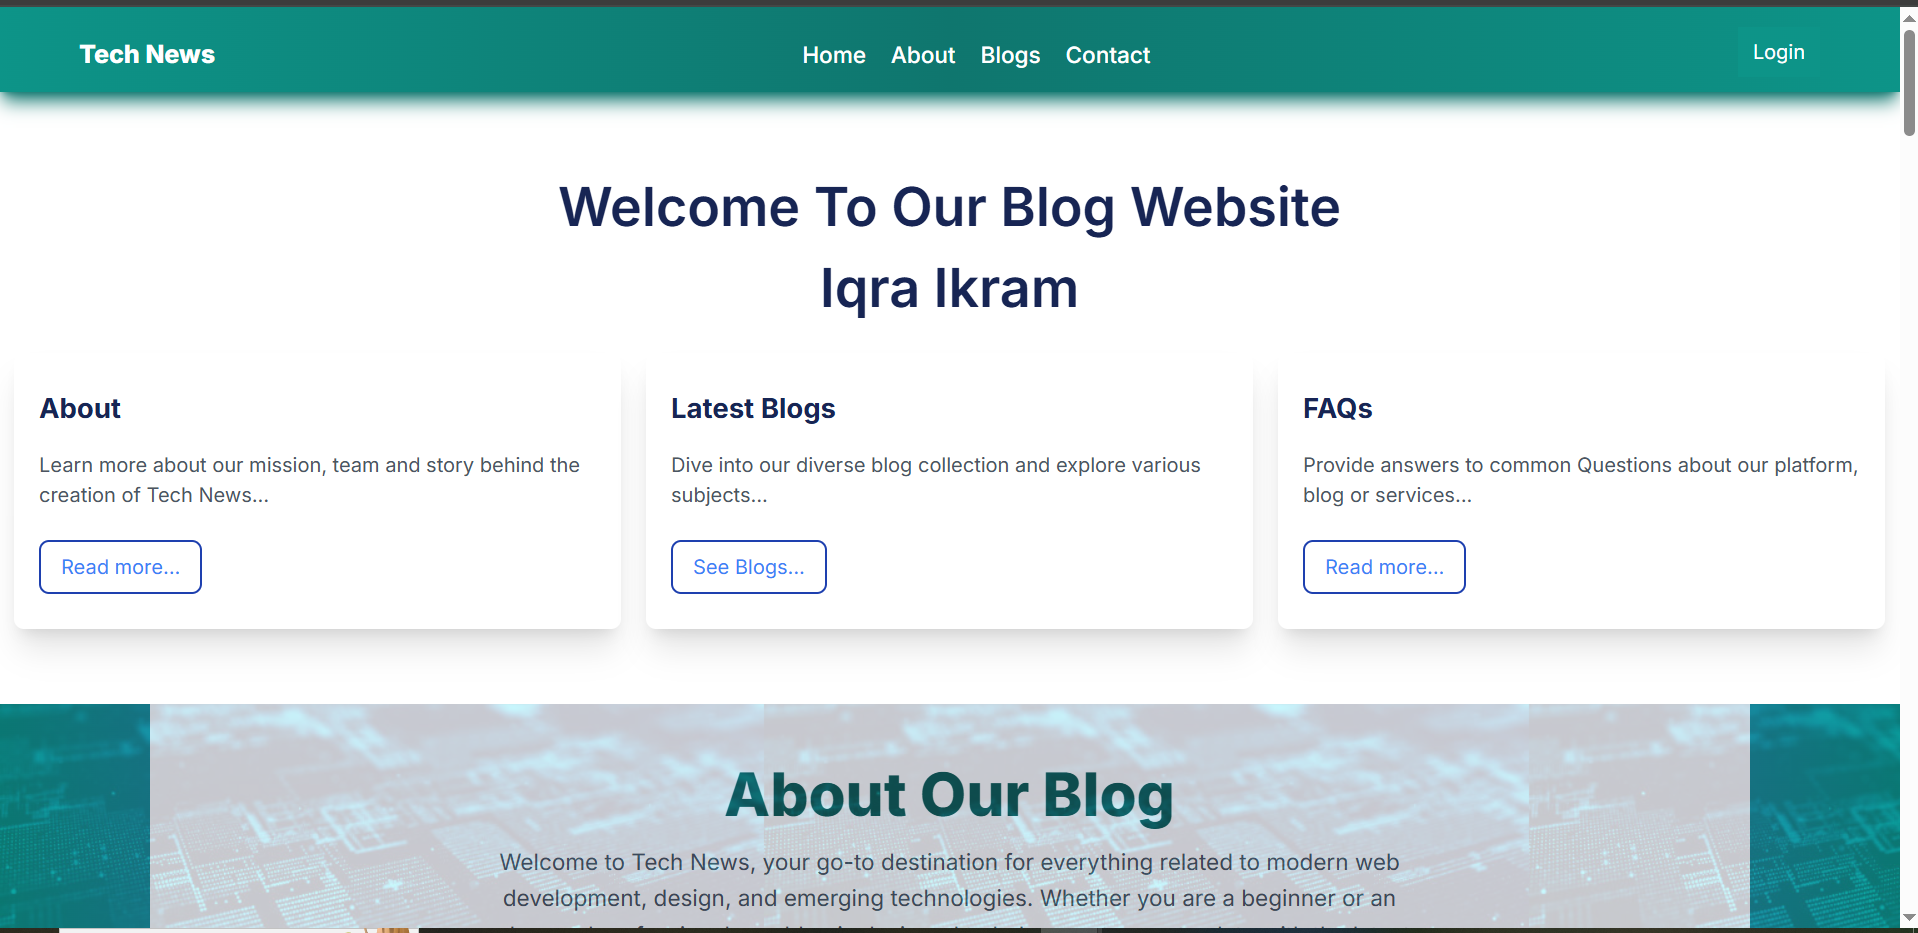 Tech News
Home About Blogs Contact
Login
Welcome To Our Blog Website
Iqra Ikram
About
Learn more about our mission, team and story behind the
creation of Tech News...
Read more...
Latest Blogs
Dive into our diverse blog collection and explore various
subjects...
See Blogs...
FAQs
Provide answers to common Questions about our platform,
blog or services...
Read more...
About Our Blog
Welcome to Tech News, your go-to destination for everything related to modern web
development, design, and emerging technologies. Whether you are a beginner or an